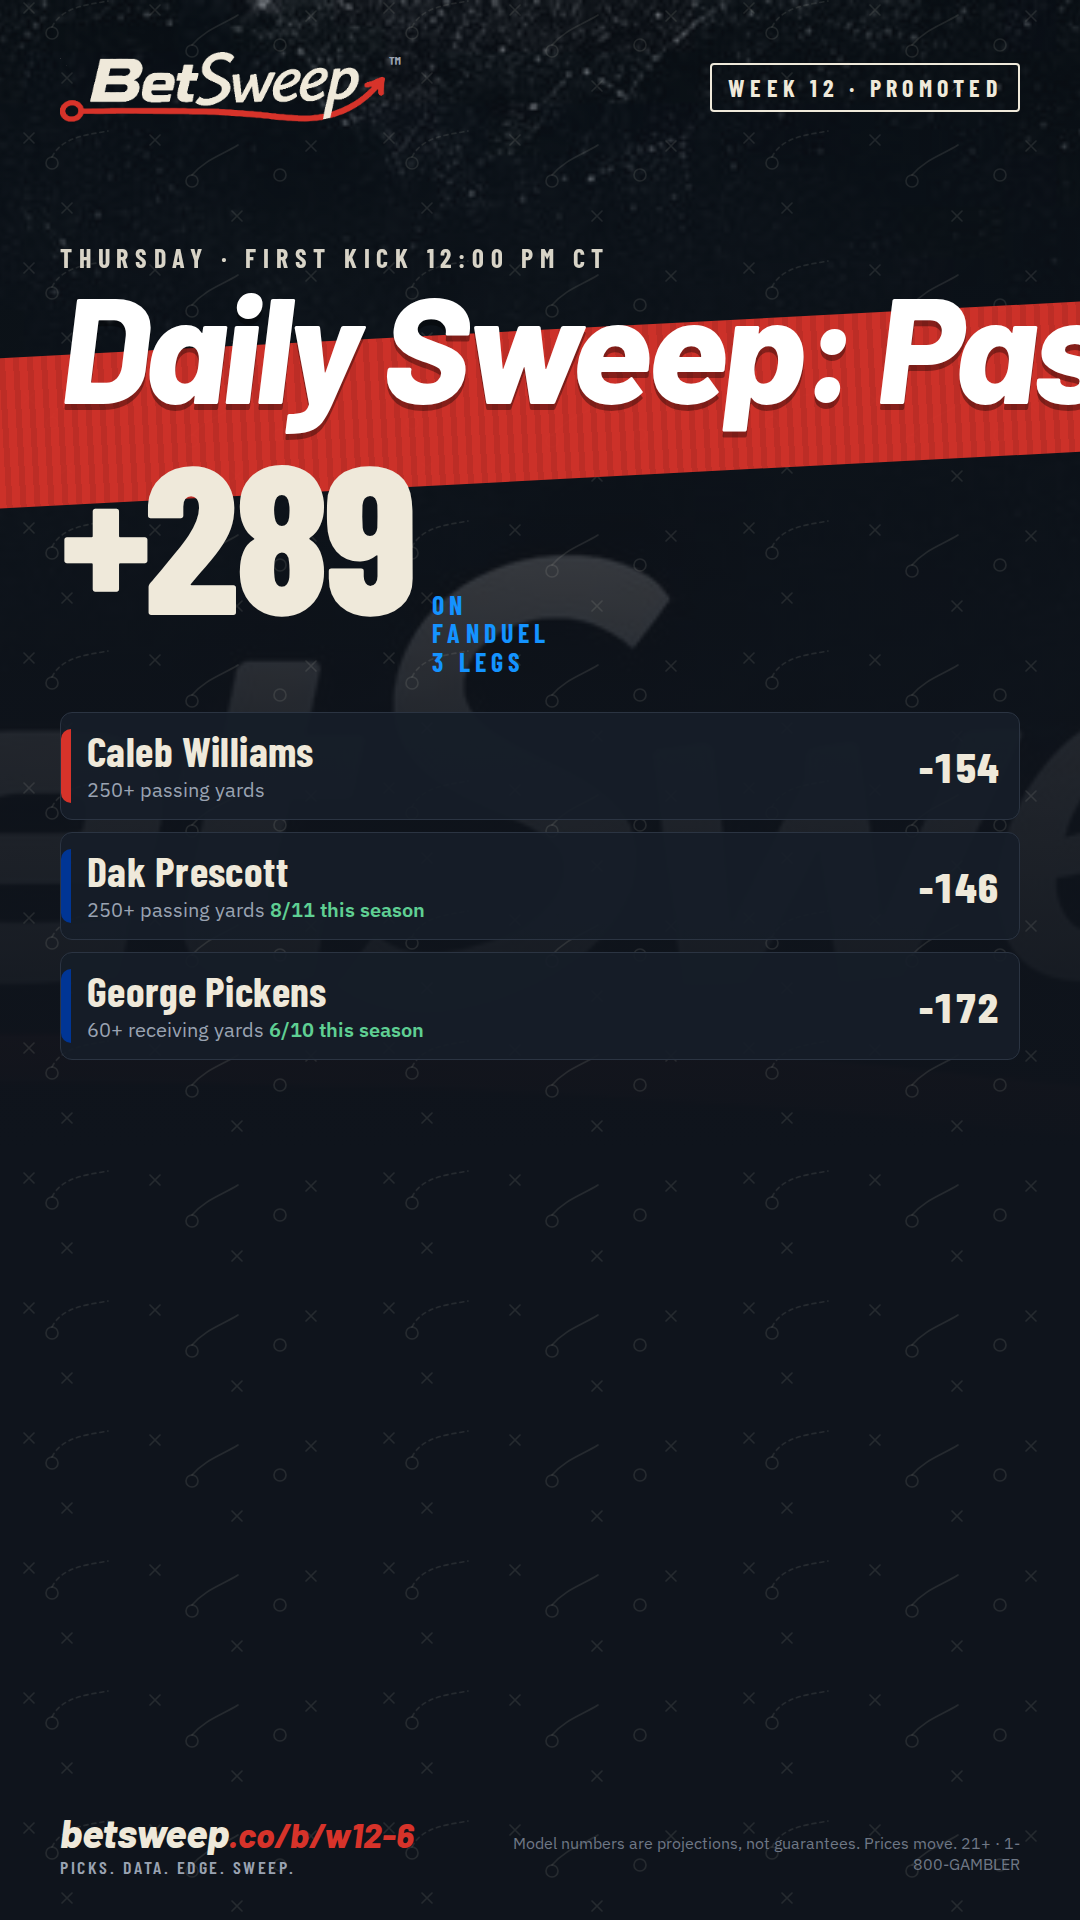 BetSweep™
WEEK 12 · PROMOTED
THURSDAY · FIRST KICK 12:00 PM CT
Daily Sweep: Pas
+289
ON
FANDUEL
3 LEGS
Caleb Williams
250+ passing yards
-154
Dak Prescott
250+ passing yards 8/11 this season
-146
George Pickens
60+ receiving yards 6/10 this season
-172
betsweep.co/b/w12-6
PICKS. DATA. EDGE. SWEEP.
Model numbers are projections, not guarantees. Prices move. 21+ · 1-
800-GAMBLER